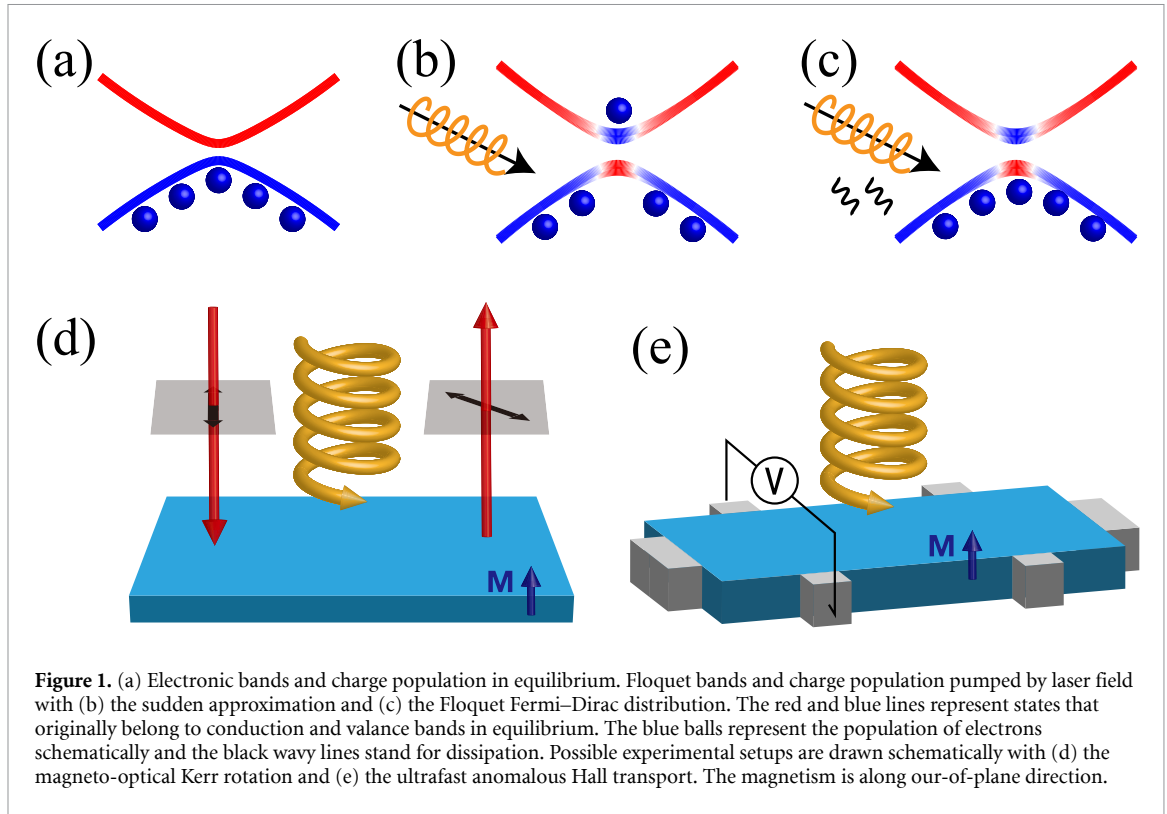 (a)
(b)
(c)
(d)
(e)
V
M
M
Figure 1. (a) Electronic bands and charge population in equilibrium. Floquet bands and charge population pumped by laser field
with (b) the sudden approximation and (c) the Floquet Fermi–Dirac distribution. The red and blue lines represent states that
originally belong to conduction and valance bands in equilibrium. The blue balls represent the population of electrons
schematically and the black wavy lines stand for dissipation. Possible experimental setups are drawn schematically with (d) the
magneto-optical Kerr rotation and (e) the ultrafast anomalous Hall transport. The magnetism is along our-of-plane direction.